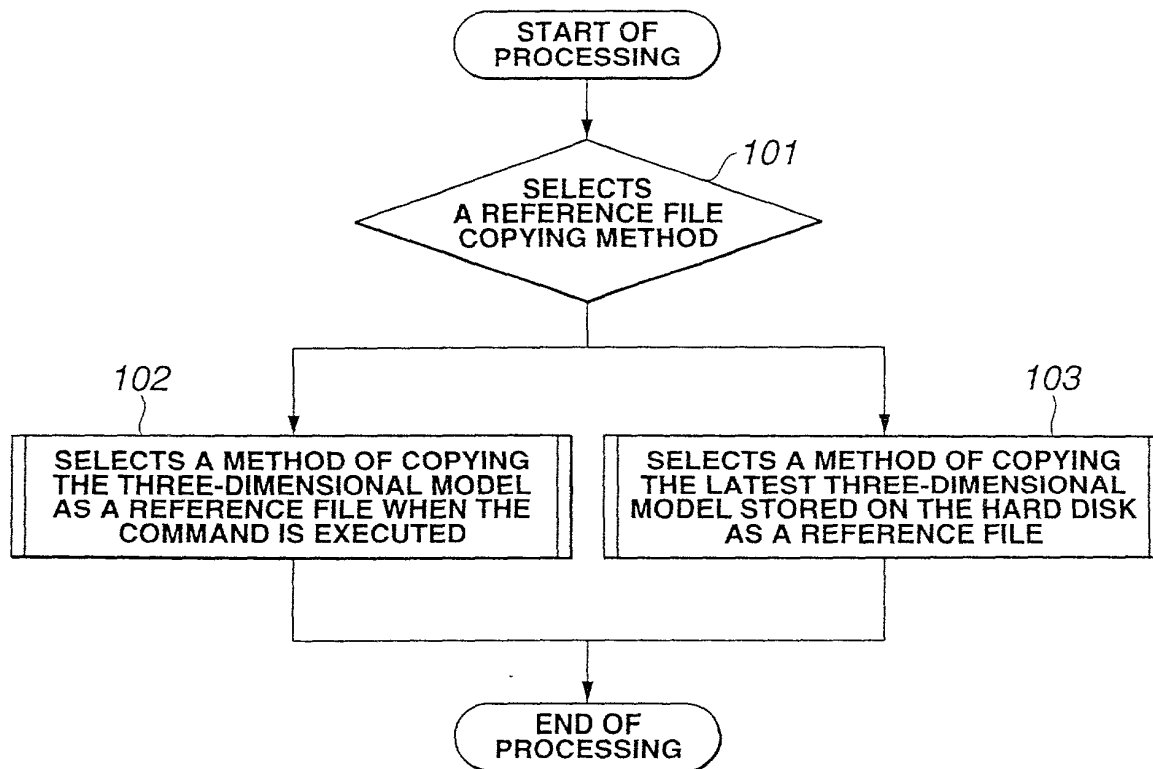 START OF
PROCESSING
101
SELECTS
A REFERENCE FILE
COPYING METHOD
102
SELECTS A METHOD OF COPYING
THE THREE-DIMENSIONAL MODEL
AS A REFERENCE FILE WHEN THE
COMMAND IS EXECUTED
103
SELECTS A METHOD OF COPYING
THE LATEST THREE-DIMENSIONAL
MODEL STORED ON THE HARD DISK
AS A REFERENCE FILE
END OF
PROCESSING